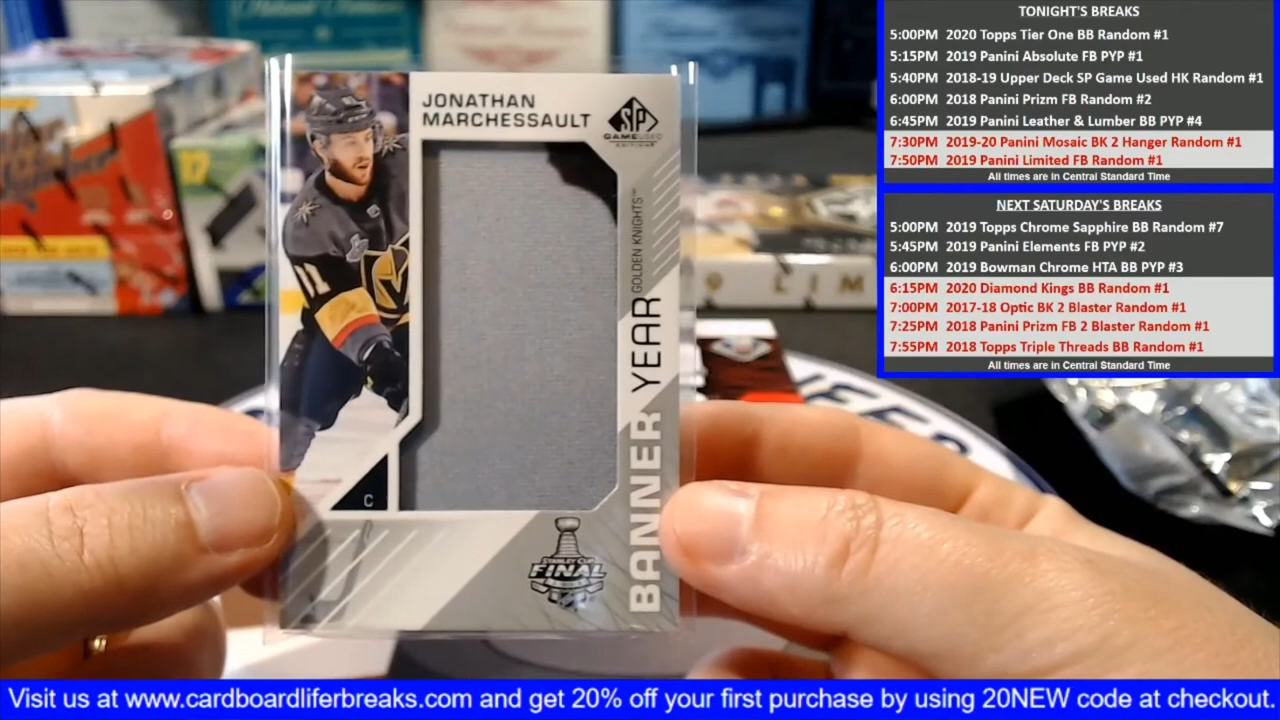 JONATHAN
MARCHESSAULT
SP
GAME USED
EDITION
11
GOLDEN KNIGHTS™
BANNER YEAR
C
STANLEY CUP
FINAL
17
LIM
TONIGHT'S BREAKS
5:00PM 2020 Topps Tier One BB Random #1
5:15PM 2019 Panini Absolute FB PYP #1
5:40PM 2018-19 Upper Deck SP Game Used HK Random #1
6:00PM 2018 Panini Prizm FB Random #2
6:45PM 2019 Panini Leather & Lumber BB PYP #4
7:30PM 2019-20 Panini Mosaic BK 2 Hanger Random #1
7:50PM 2019 Panini Limited FB Random #1
All times are in Central Standard Time
NEXT SATURDAY'S BREAKS
5:00PM 2019 Topps Chrome Sapphire BB Random #7
5:45PM 2019 Panini Elements FB PYP #2
6:00PM 2019 Bowman Chrome HTA BB PYP #3
6:15PM 2020 Diamond Kings BB Random #1
7:00PM 2017-18 Optic BK 2 Blaster Random #1
7:25PM 2018 Panini Prizm FB 2 Blaster Random #1
7:55PM 2018 Topps Triple Threads BB Random #1
All times are in Central Standard Time
Visit us at www.cardboardliferbreaks.com and get 20% off your first purchase by using 20NEW code at checkout.